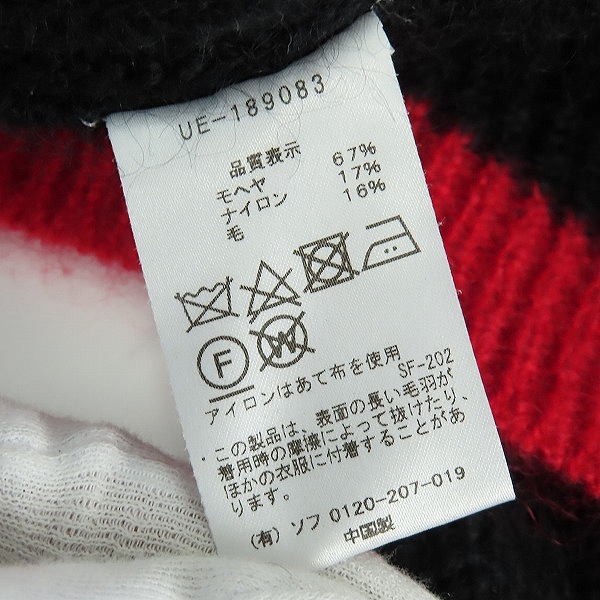 UE-189083
品質表示
モヘヤ 67%
ナイロン 17%
毛 16%
F W
アイロンはあて布を使用
SF-202
・この製品は、表面の長い毛羽が
着用時の摩擦によって抜けたり、
ほかの衣服に付着することがあ
ります。
(有) ソフ 0120-207-019
中国製